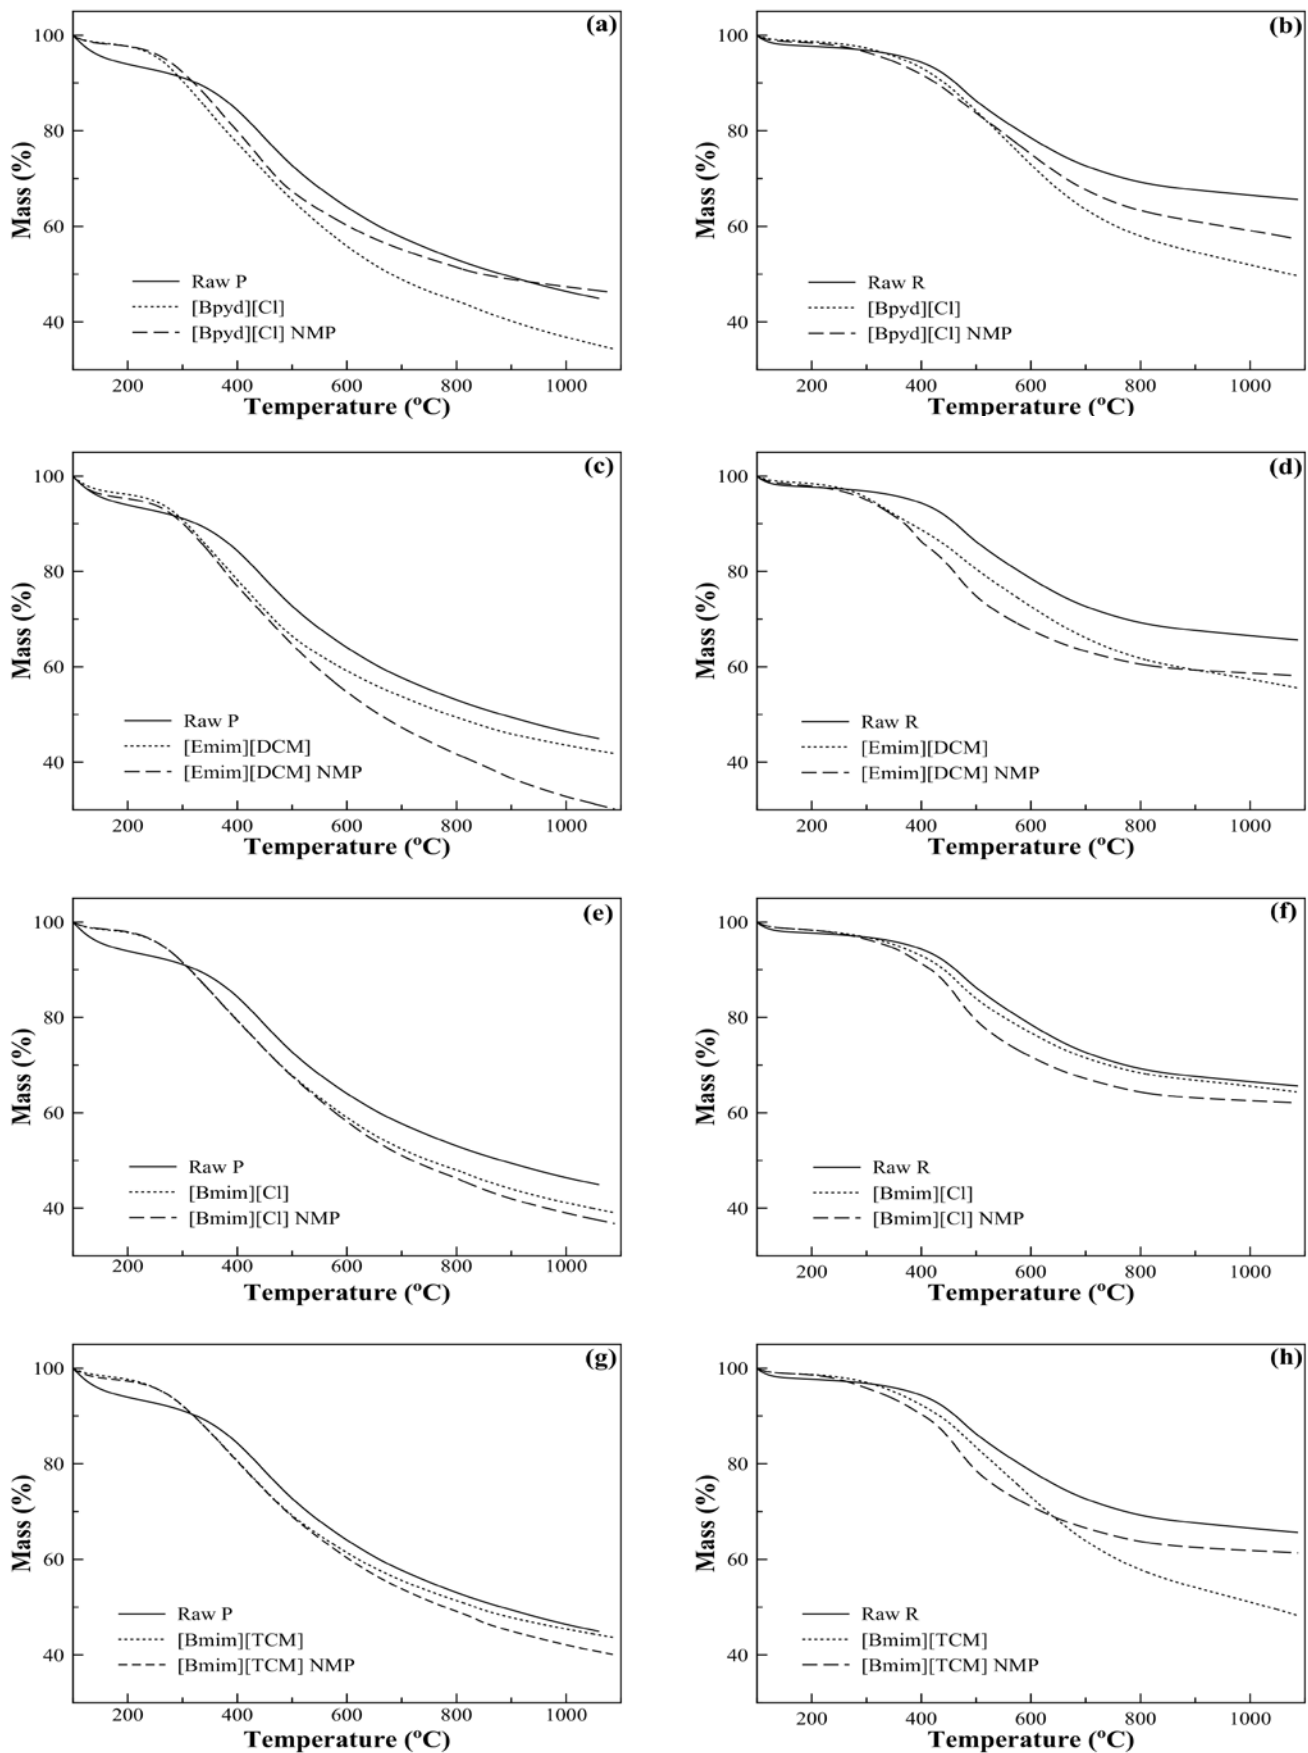 (a)
100
80
60
40
Mass (%)
Raw P
[Bpyd][Cl]
[Bpyd][Cl] NMP
200 400 600 800 1000
Temperature (ºC)
(b)
100
80
60
40
Mass (%)
Raw R
[Bpyd][Cl]
[Bpyd][Cl] NMP
200 400 600 800 1000
Temperature (ºC)
(c)
100
80
60
40
Mass (%)
Raw P
[Emim][DCM]
[Emim][DCM] NMP
200 400 600 800 1000
Temperature (ºC)
(d)
100
80
60
40
Mass (%)
Raw R
[Emim][DCM]
[Emim][DCM] NMP
200 400 600 800 1000
Temperature (ºC)
(e)
100
80
60
40
Mass (%)
Raw P
[Bmim][Cl]
[Bmim][Cl] NMP
200 400 600 800 1000
Temperature (ºC)
(f)
100
80
60
40
Mass (%)
Raw R
[Bmim][Cl]
[Bmim][Cl] NMP
200 400 600 800 1000
Temperature (ºC)
(g)
100
80
60
40
Mass (%)
Raw P
[Bmim][TCM]
[Bmim][TCM] NMP
200 400 600 800 1000
Temperature (ºC)
(h)
100
80
60
40
Mass (%)
Raw R
[Bmim][TCM]
[Bmim][TCM] NMP
200 400 600 800 1000
Temperature (ºC)